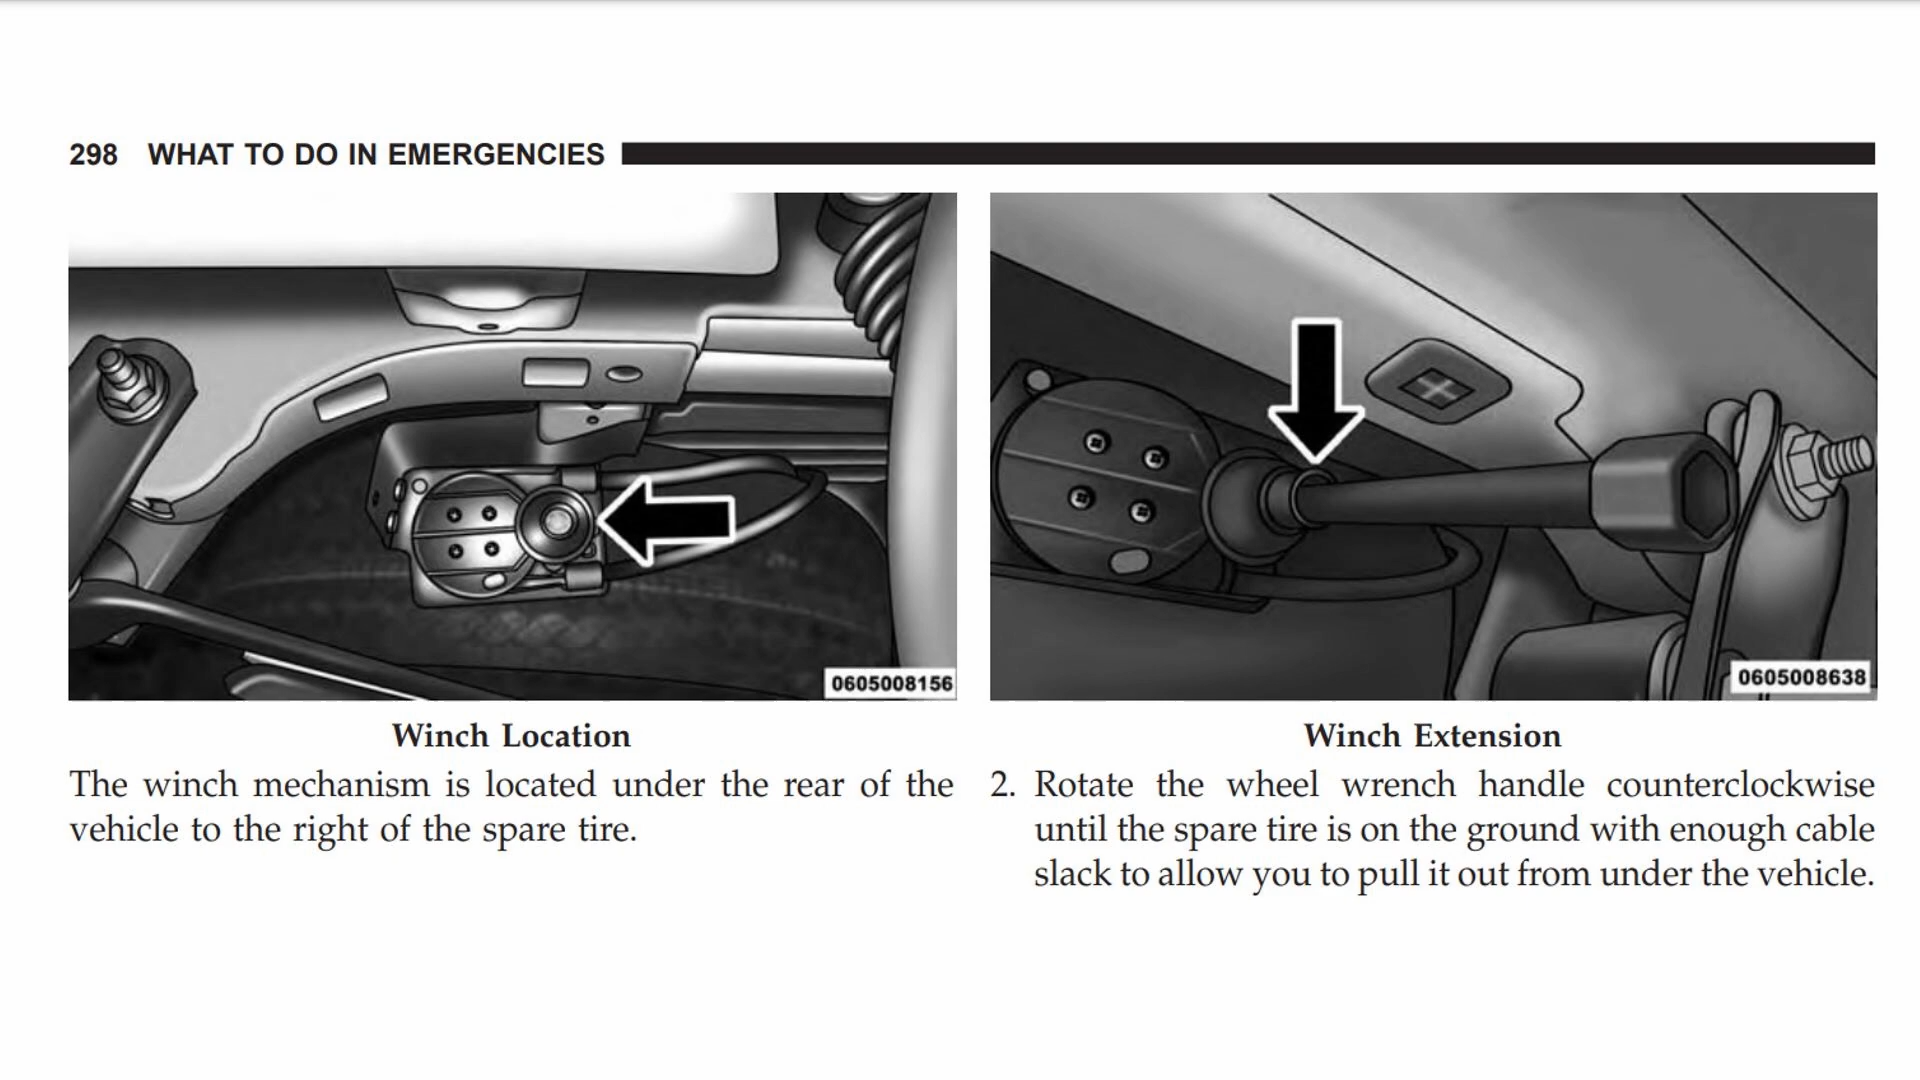 298 WHAT TO DO IN EMERGENCIES
0605008156
Winch Location
The winch mechanism is located under the rear of the
vehicle to the right of the spare tire.
0605008638
Winch Extension
2. Rotate the wheel wrench handle counterclockwise
until the spare tire is on the ground with enough cable
slack to allow you to pull it out from under the vehicle.